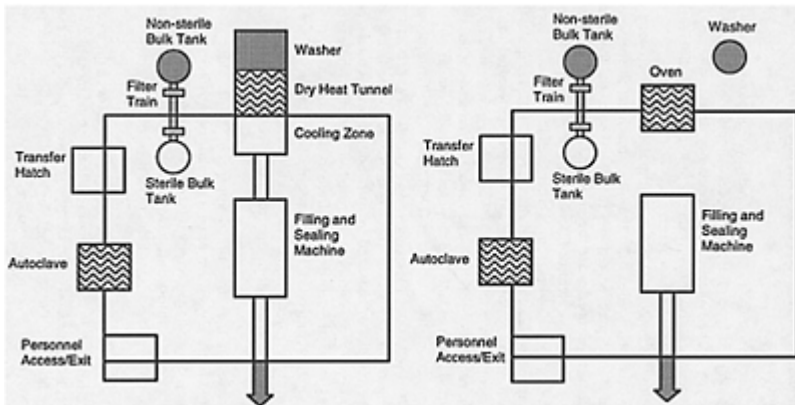 Non-sterile
Bulk Tank
Washer
Filter
Train
Dry Heat Tunnel
Cooling Zone
Transfer
Hatch
Sterile Bulk
Tank
Filling and
Sealing
Machine
Autoclave
Personnel
Access/Exit
Non-sterile
Bulk Tank
Washer
Oven
Filter
Train
Transfer
Hatch
Sterile Bulk
Tank
Filling and
Sealing
Machine
Autoclave
Personnel
Access/Exit